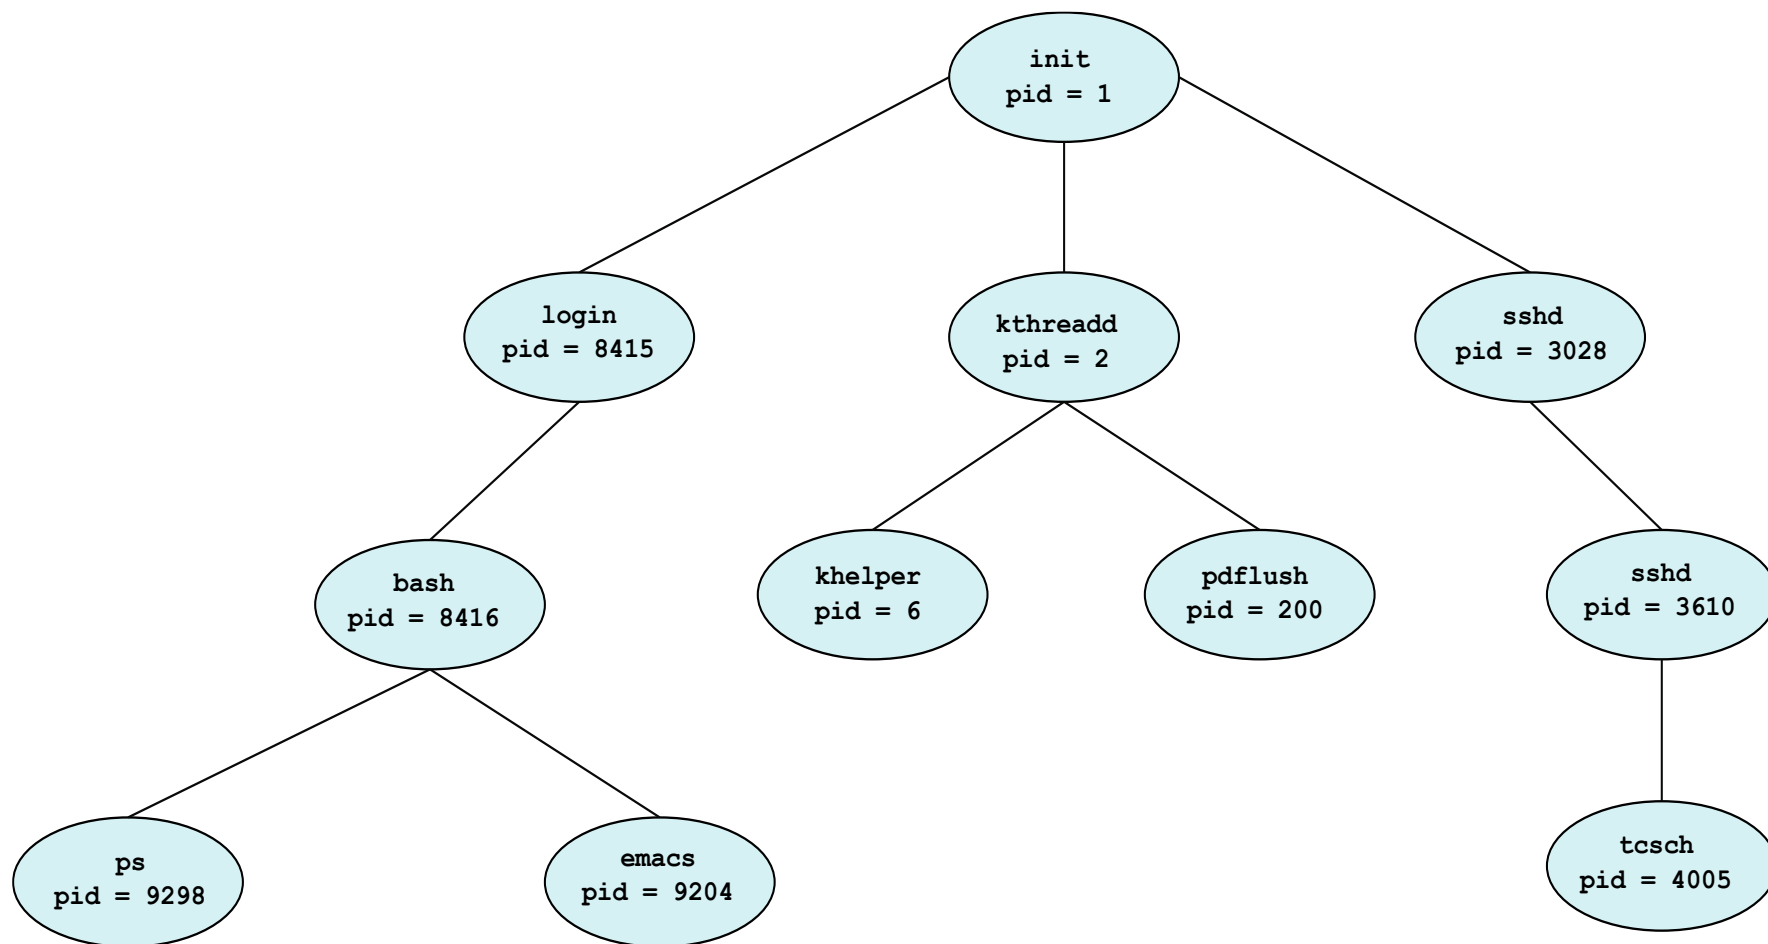 init
pid = 1
login
pid = 8415
kthreadd
pid = 2
sshd
pid = 3028
bash
pid = 8416
khelper
pid = 6
pdflush
pid = 200
sshd
pid = 3610
ps
pid = 9298
emacs
pid = 9204
tcsch
pid = 4005